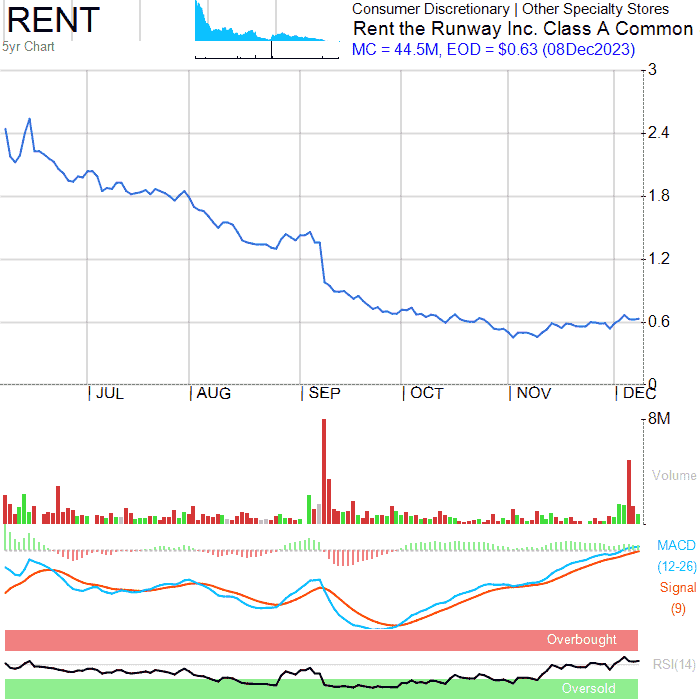 RENT
5yr Chart
Consumer Discretionary | Other Specialty Stores
Rent the Runway Inc. Class A Common
MC = 44.5M, EOD = $0.63 (08Dec2023)
3
2.4
1.8
1.2
0.6
0
JUL AUG SEP OCT NOV DEC
8M
Volume
MACD
(12-26)
Signal
(9)
Overbought
RSI(14)
Oversold